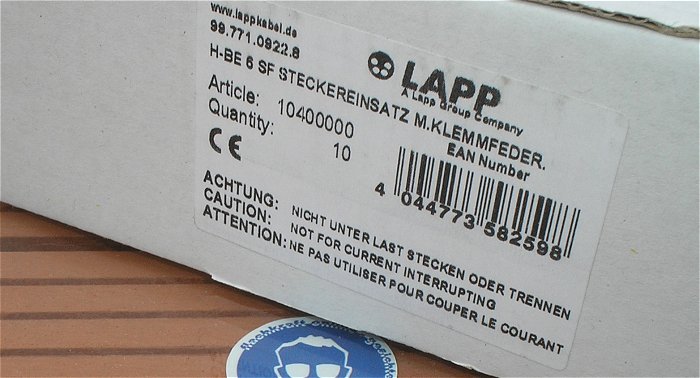 www.lappkabel.de
99.771.0922.8
LAPP
A Lapp Group Company
H-BE 6 SF STECKEREINSATZ M.KLEMMFEDER.
Article: 10400000
Quantity: 10
EAN Number
CE
4 044773 582598
ACHTUNG: NICHT UNTER LAST STECKEN ODER TRENNEN
CAUTION: NOT FOR CURRENT INTERRUPTING
ATTENTION: NE PAS UTILISER POUR COUPER LE COURANT